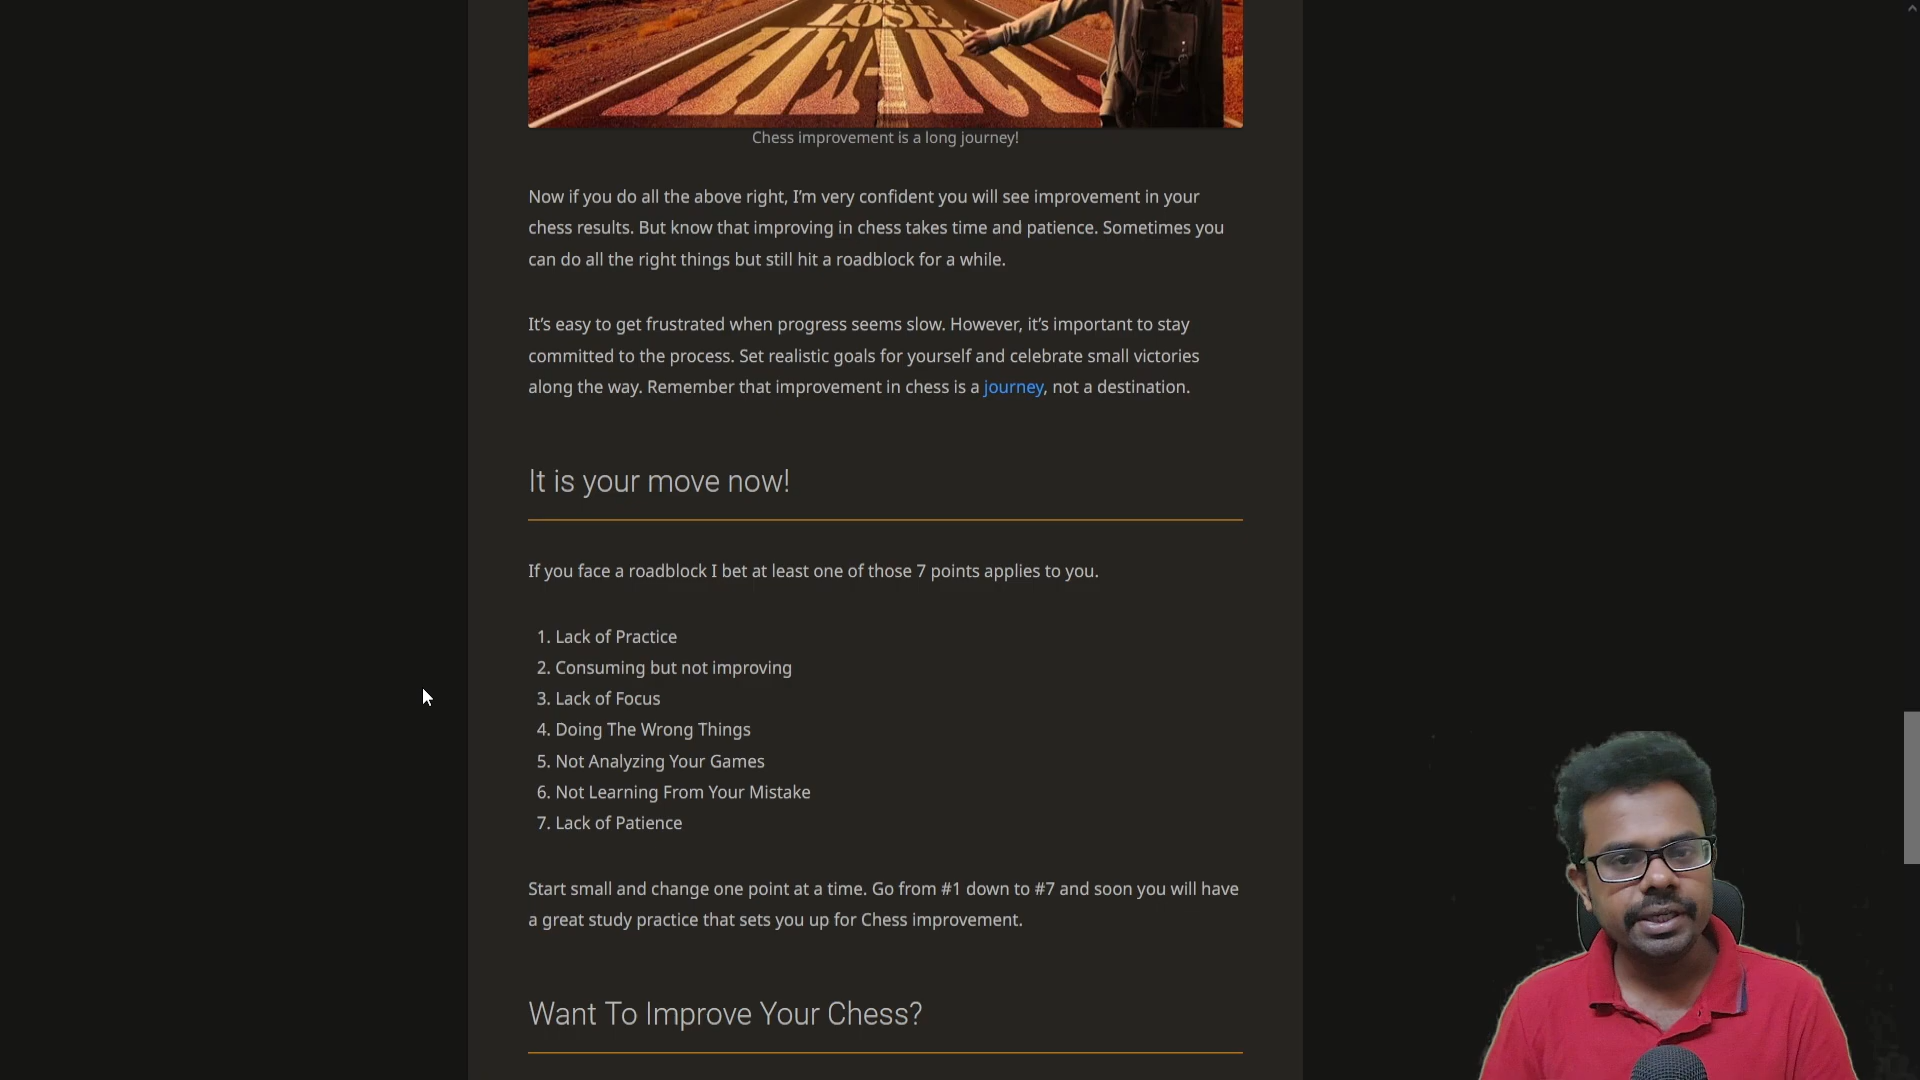 LOSE
HEART
Chess improvement is a long journey!
Now if you do all the above right, I’m very confident you will see improvement in your
chess results. But know that improving in chess takes time and patience. Sometimes you
can do all the right things but still hit a roadblock for a while.
It’s easy to get frustrated when progress seems slow. However, it’s important to stay
committed to the process. Set realistic goals for yourself and celebrate small victories
along the way. Remember that improvement in chess is a journey, not a destination.
It is your move now!
If you face a roadblock I bet at least one of those 7 points applies to you.
1. Lack of Practice
2. Consuming but not improving
3. Lack of Focus
4. Doing The Wrong Things
5. Not Analyzing Your Games
6. Not Learning From Your Mistake
7. Lack of Patience
Start small and change one point at a time. Go from #1 down to #7 and soon you will have
a great study practice that sets you up for Chess improvement.
Want To Improve Your Chess?